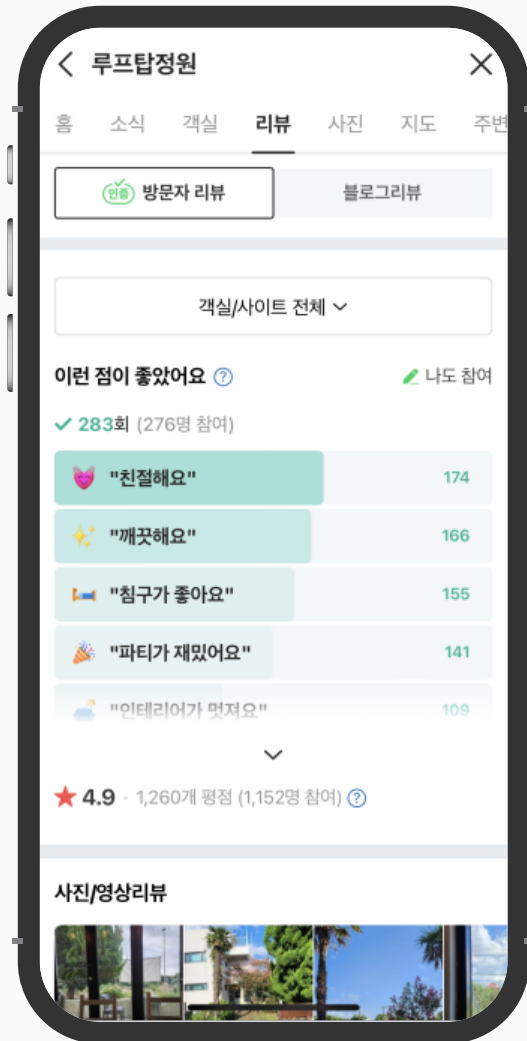 루프탑정원
홈 소식 객실 리뷰 사진 지도 주변
인증 방문자 리뷰 블로그리뷰
객실/사이트 전체
이런 점이 좋았어요 ? 나도 참여
283회 (276명 참여)
"친절해요" 174
"깨끗해요" 166
"침구가 좋아요" 155
"파티가 재밌어요" 141
"인테리어가 멋져요" 109
4.9 · 1,260개 평점 (1,152명 참여) ?
사진/영상리뷰